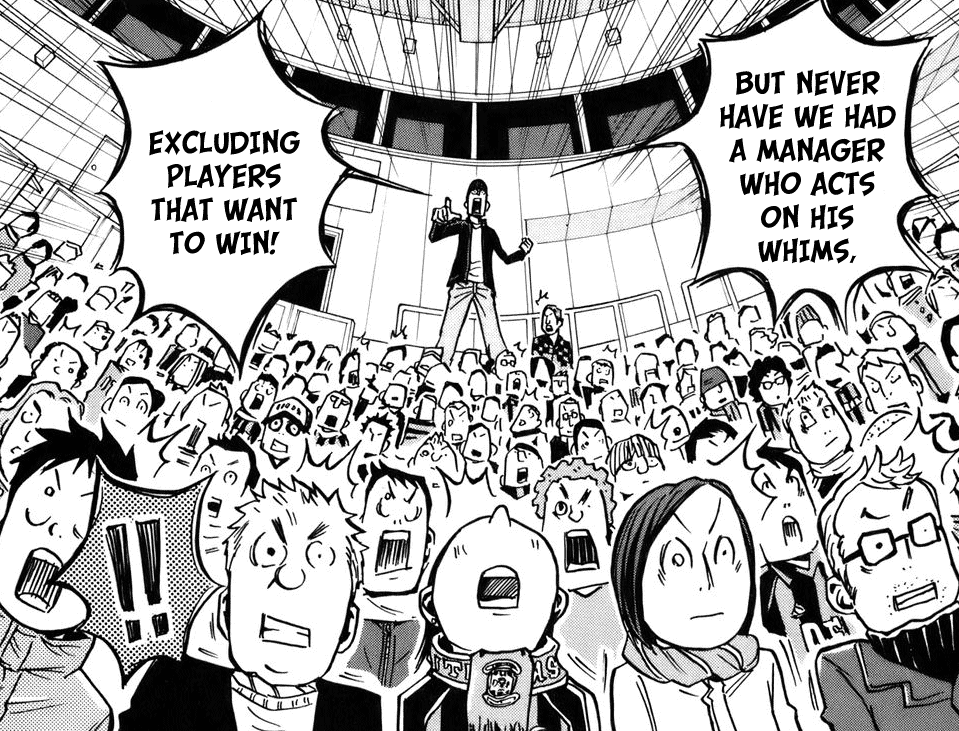 BUT NEVER
HAVE WE HAD
A MANAGER
WHO ACTS
ON HIS
WHIMS,
EXCLUDING
PLAYERS
THAT WANT
TO WIN!
!!